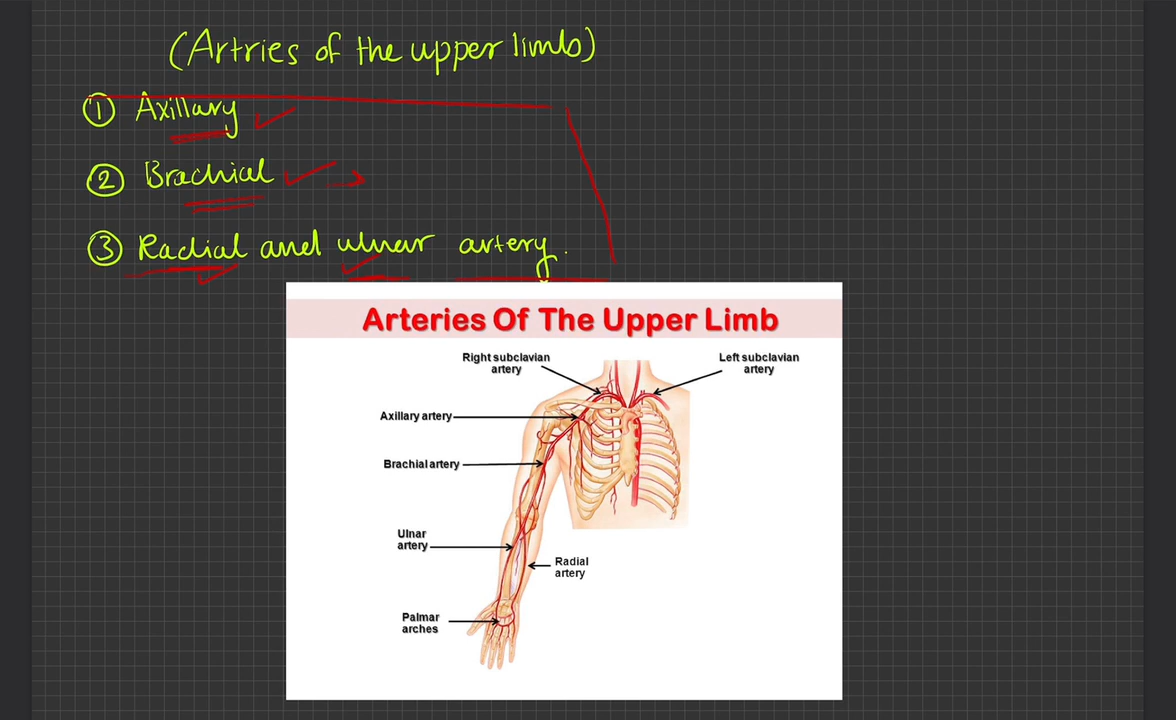 (Artries of the upper limb)
① Axillary
② Brachial
③ Radial and ulnar artery.
Arteries Of The Upper Limb
Right subclavian
artery
Left subclavian
artery
Axillary artery
Brachial artery
Ulnar
artery
Radial
artery
Palmar
arches